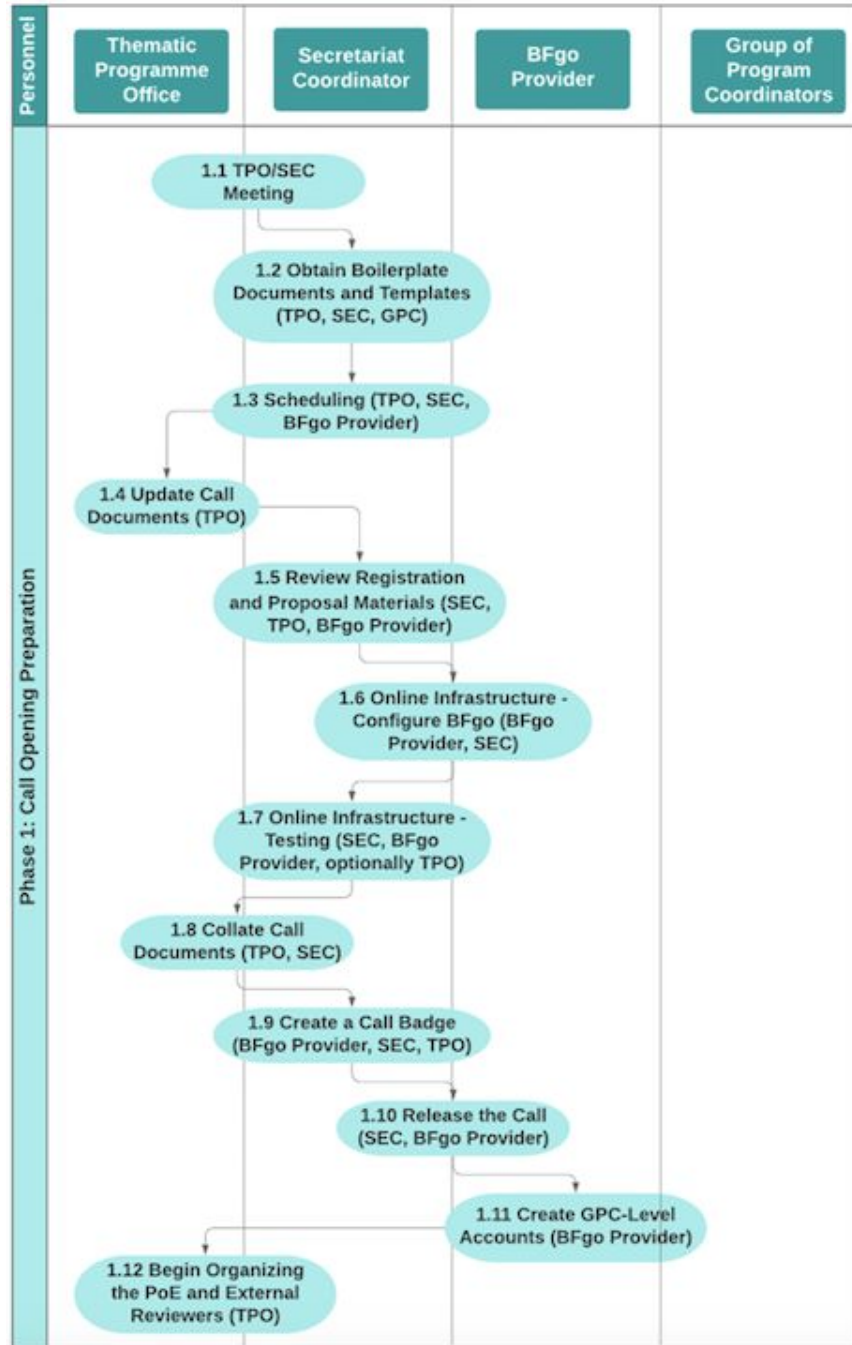 Personnel
Thematic
Programme
Office
Secretariat
Coordinator
BFgo
Provider
Group of
Program
Coordinators
Phase 1: Call Opening Preparation
1.1 TPO/SEC
Meeting
1.2 Obtain Boilerplate
Documents and Templates
(TPO, SEC, GPC)
1.3 Scheduling (TPO, SEC,
BFgo Provider)
1.4 Update Call
Documents (TPO)
1.5 Review Registration
and Proposal Materials (SEC,
TPO, BFgo Provider)
1.6 Online Infrastructure -
Configure BFgo (BFgo
Provider, SEC)
1.7 Online Infrastructure -
Testing (SEC, BFgo
Provider, optionally TPO)
1.8 Collate Call
Documents (TPO, SEC)
1.9 Create a Call Badge
(BFgo Provider, SEC, TPO)
1.10 Release the Call
(SEC, BFgo Provider)
1.11 Create GPC-Level
Accounts (BFgo Provider)
1.12 Begin Organizing
the PoE and External
Reviewers (TPO)